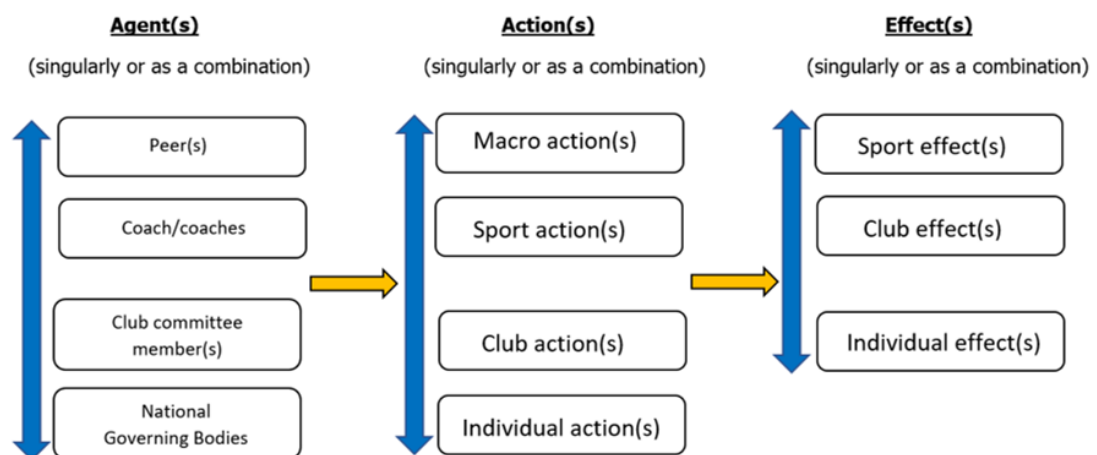 Agent(s)
(singularly or as a combination)
Peer(s)
Coach/coaches
Club committee
member(s)
National
Governing Bodies
Action(s)
(singularly or as a combination)
Macro action(s)
Sport action(s)
Club action(s)
Individual action(s)
Effect(s)
(singularly or as a combination)
Sport effect(s)
Club effect(s)
Individual effect(s)